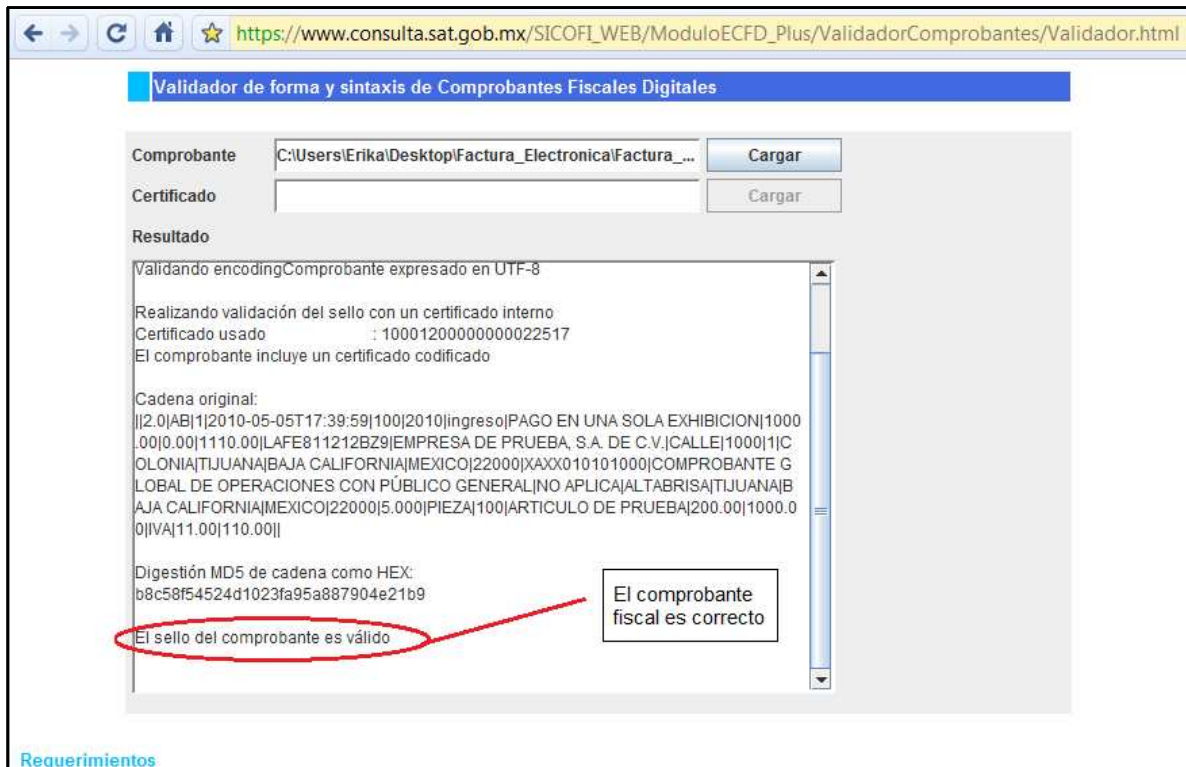 https://www.consulta.sat.gob.mx/SICOFI_WEB/ModuloECFD_Plus/ValidadorComprobantes/Validador.html
Validador de forma y sintaxis de Comprobantes Fiscales Digitales
Comprobante C:\Users\Erika\Desktop\Factura_Electronica\Factura_... Cargar
Certificado Cargar
Resultado
Validando encodingComprobante expresado en UTF-8
Realizando validación del sello con un certificado interno
Certificado usado : 10001200000000022517
El comprobante incluye un certificado codificado
Cadena original:
||2.0|AB|1|2010-05-05T17:39:59|100|2010|ingreso|PAGO EN UNA SOLA EXHIBICION|1000
.00|0.00|1110.00|LAFE811212BZ9|EMPRESA DE PRUEBA, S.A. DE C.V.|CALLE|1000|1|C
OLONIA|TIJUANA|BAJA CALIFORNIA|MEXICO|22000|XAXX010101000|COMPROBANTE G
LOBAL DE OPERACIONES CON PÚBLICO GENERAL|NO APLICA|ALTABRISA|TIJUANA|B
AJA CALIFORNIA|MEXICO|22000|5.000|PIEZA|100|ARTICULO DE PRUEBA|200.00|1000.0
0|IVA|11.00|110.00||
Digestión MD5 de cadena como HEX:
b8c58f54524d1023fa95a887904e21b9
El comprobante
fiscal es correcto
El sello del comprobante es válido
Requerimientos